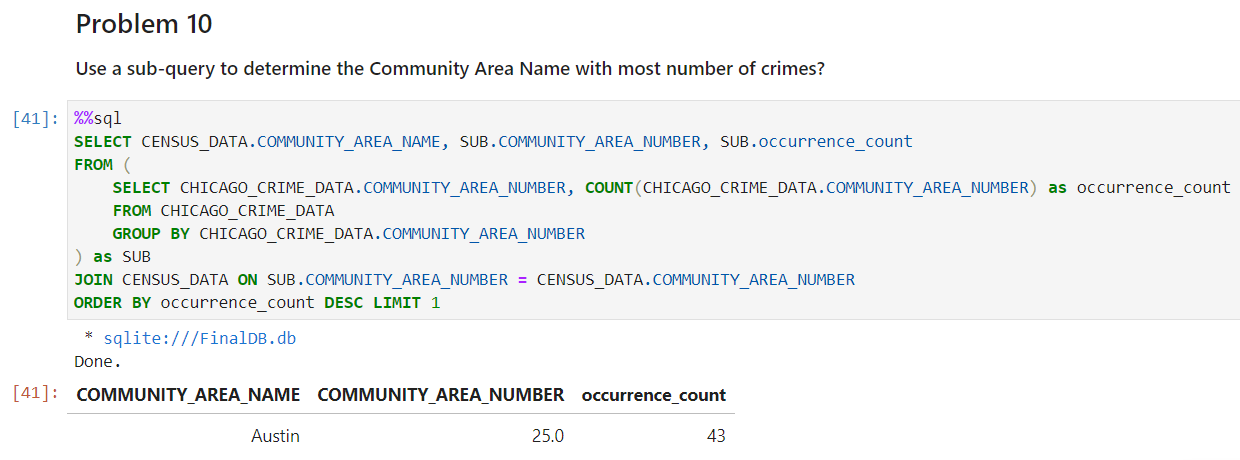 Problem 10
Use a sub-query to determine the Community Area Name with most number of crimes?
[41]: %%sql
SELECT CENSUS_DATA.COMMUNITY_AREA_NAME, SUB.COMMUNITY_AREA_NUMBER, SUB.occurrence_count
FROM (
    SELECT CHICAGO_CRIME_DATA.COMMUNITY_AREA_NUMBER, COUNT(CHICAGO_CRIME_DATA.COMMUNITY_AREA_NUMBER) as occurrence_count
    FROM CHICAGO_CRIME_DATA
    GROUP BY CHICAGO_CRIME_DATA.COMMUNITY_AREA_NUMBER
) as SUB
JOIN CENSUS_DATA ON SUB.COMMUNITY_AREA_NUMBER = CENSUS_DATA.COMMUNITY_AREA_NUMBER
ORDER BY occurrence_count DESC LIMIT 1
* sqlite:///FinalDB.db
Done.
[41]: COMMUNITY_AREA_NAME COMMUNITY_AREA_NUMBER occurrence_count
Austin 25.0 43